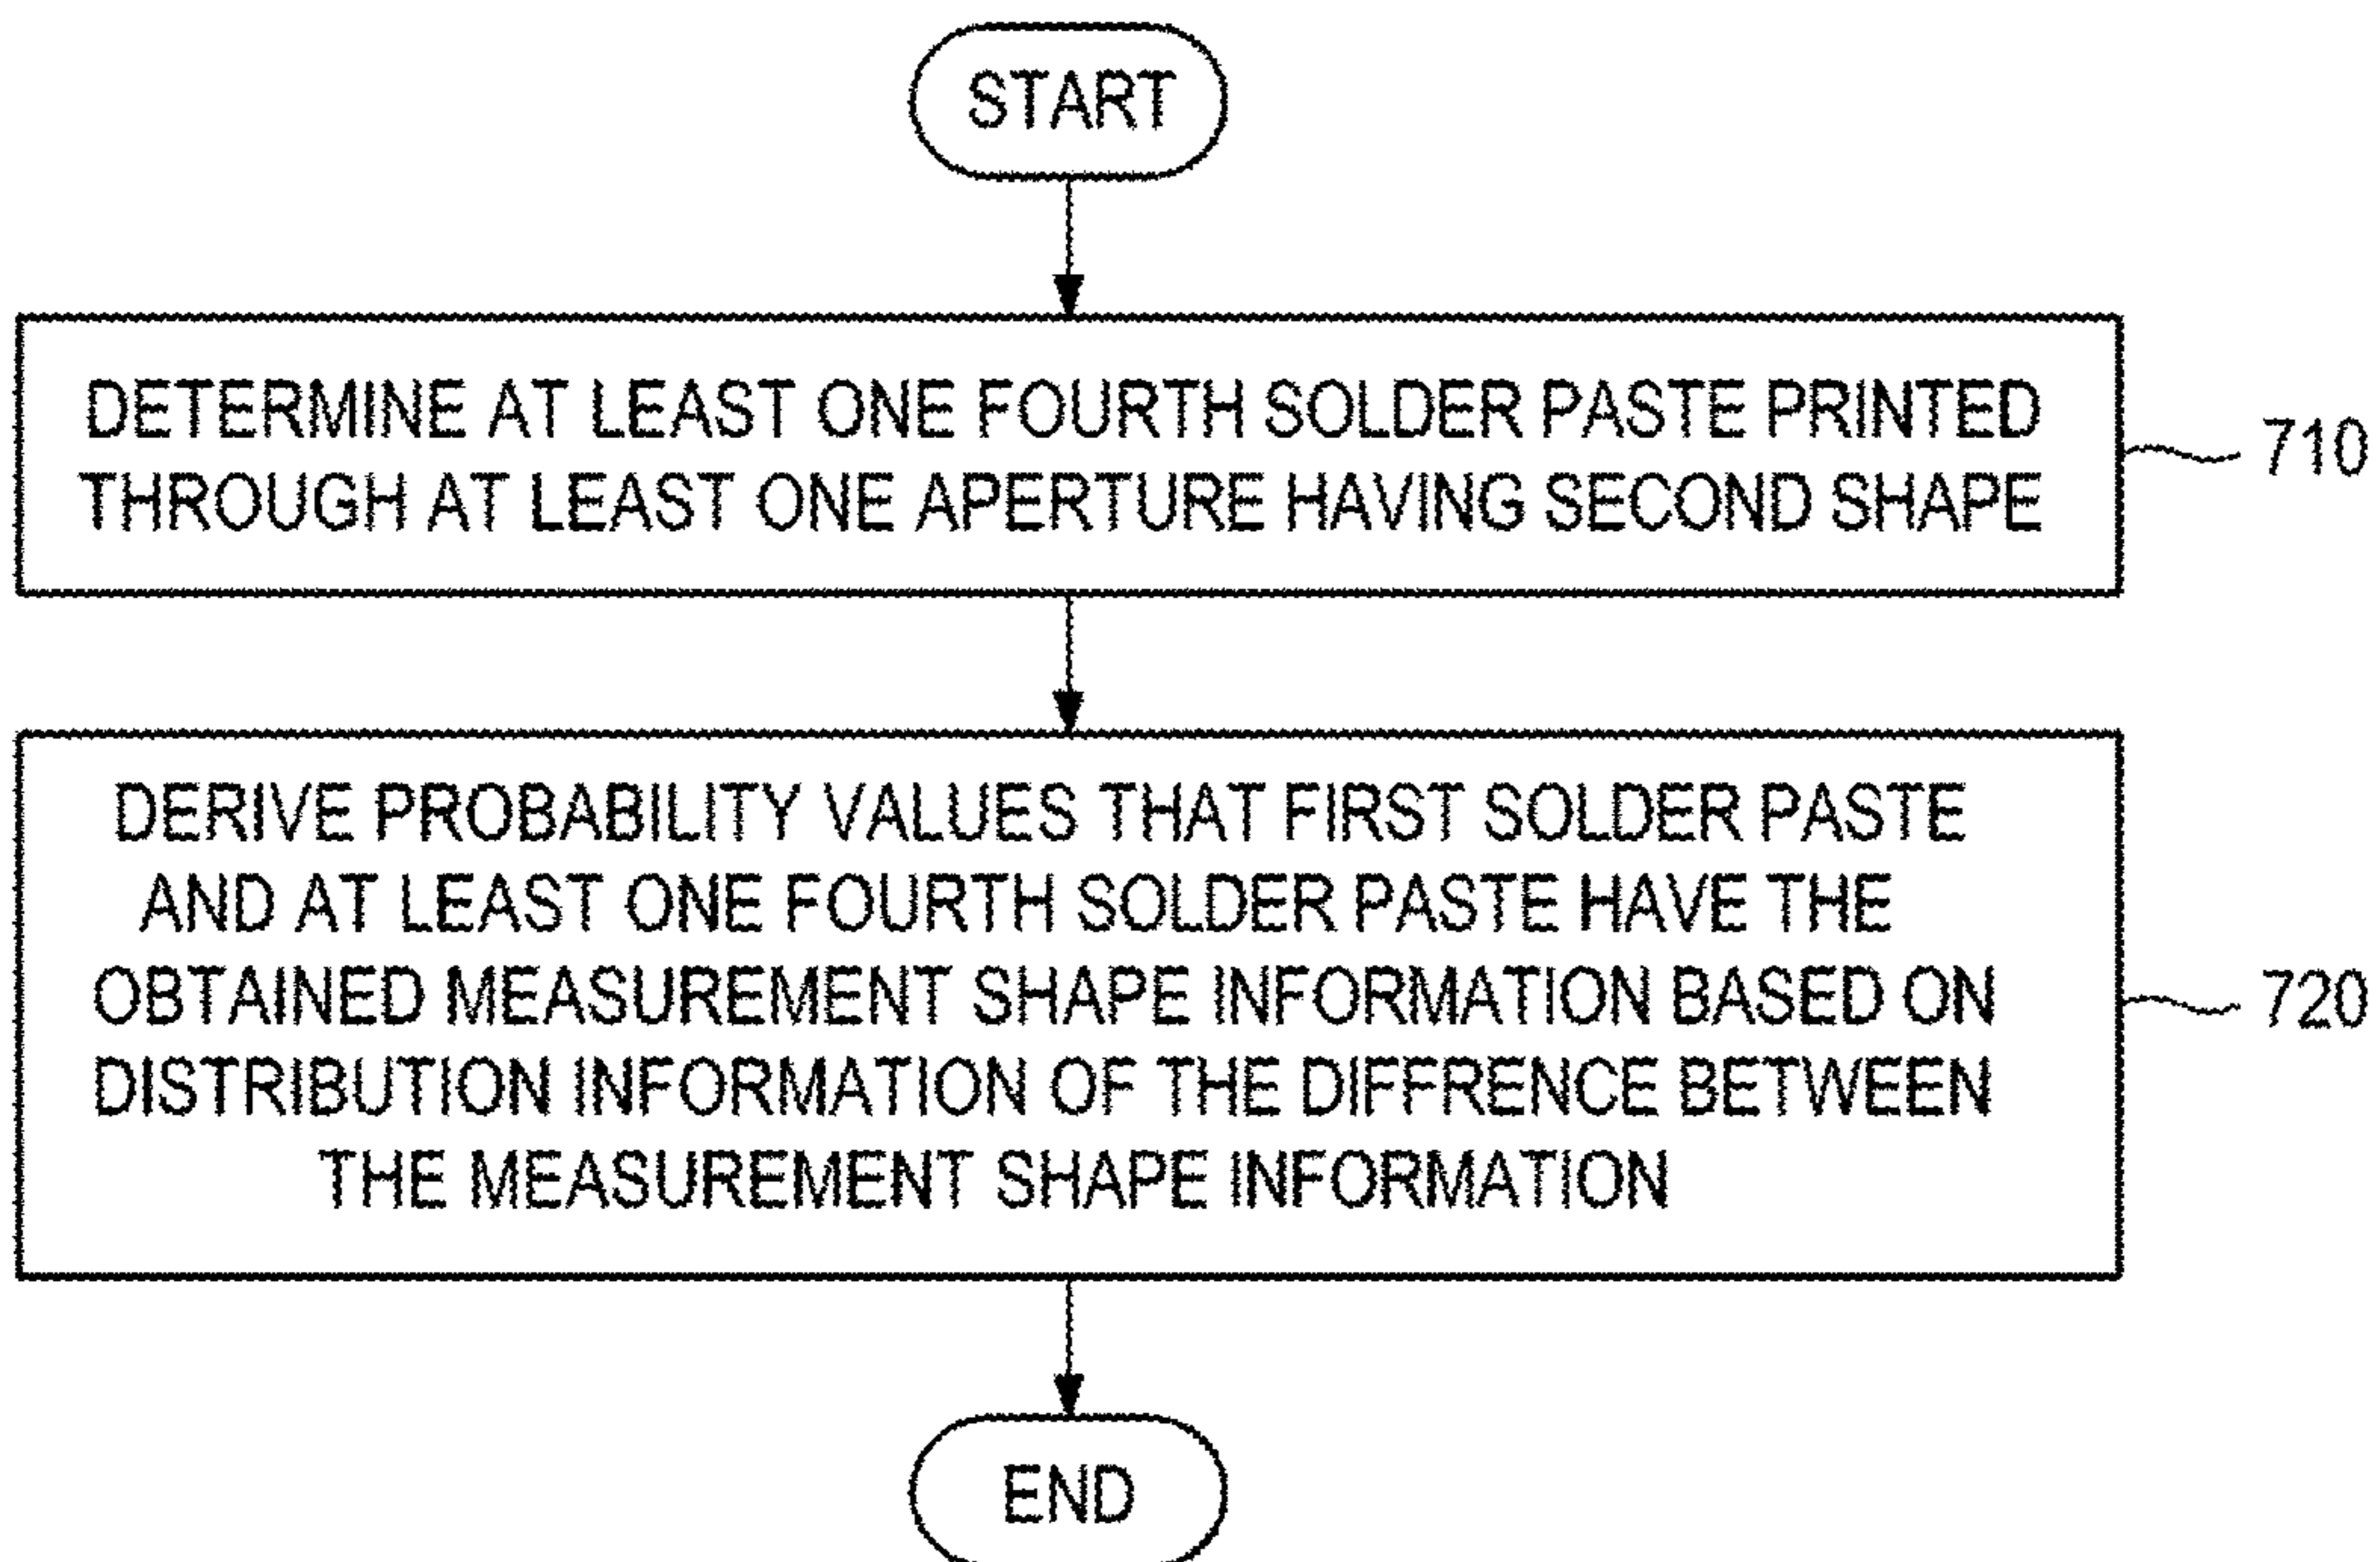 START
DETERMINE AT LEAST ONE FOURTH SOLDER PASTE PRINTED
THROUGH AT LEAST ONE APERTURE HAVING SECOND SHAPE
710
DERIVE PROBABILITY VALUES THAT FIRST SOLDER PASTE
AND AT LEAST ONE FOURTH SOLDER PASTE HAVE THE
OBTAINED MEASUREMENT SHAPE INFORMATION BASED ON
DISTRIBUTION INFORMATION OF THE DIFFRENCE BETWEEN
THE MEASUREMENT SHAPE INFORMATION
720
END